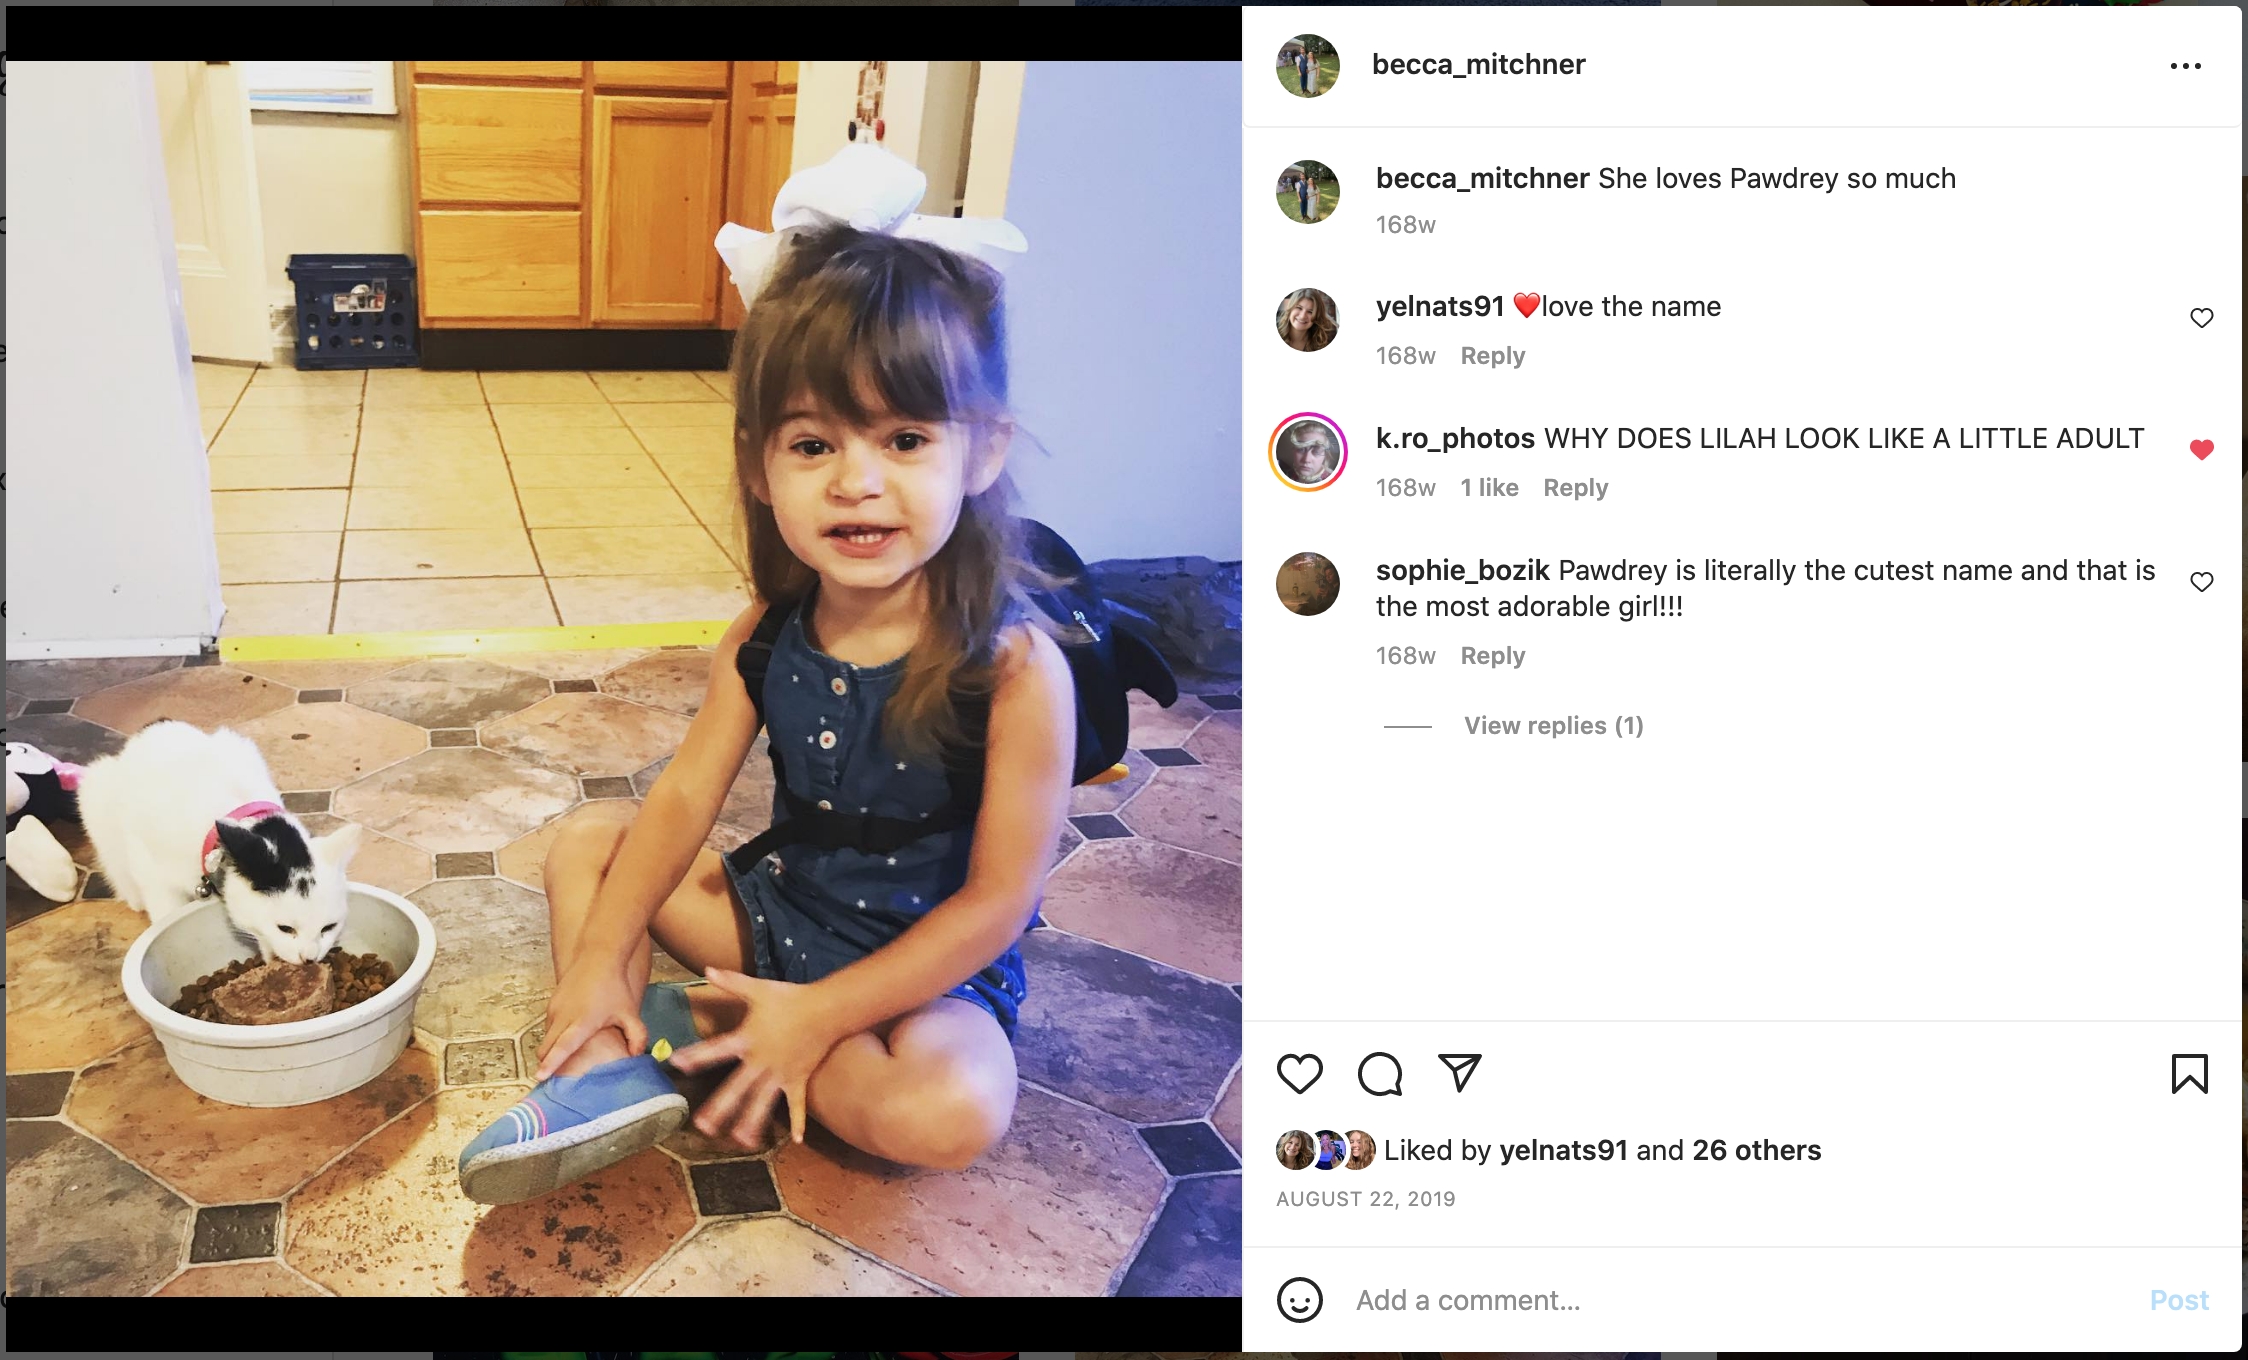 becca_mitchner
becca_mitchner She loves Pawdrey so much
168w
yelnats91 ❤️love the name
168w Reply
k.ro_photos WHY DOES LILAH LOOK LIKE A LITTLE ADULT
168w 1 like Reply
sophie_bozik Pawdrey is literally the cutest name and that is
the most adorable girl!!!
168w Reply
View replies (1)
Liked by yelnats91 and 26 others
AUGUST 22, 2019
Add a comment...
Post